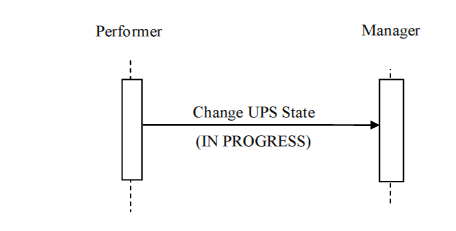 Performer
Manager
Change UPS State
(IN PROGRESS)